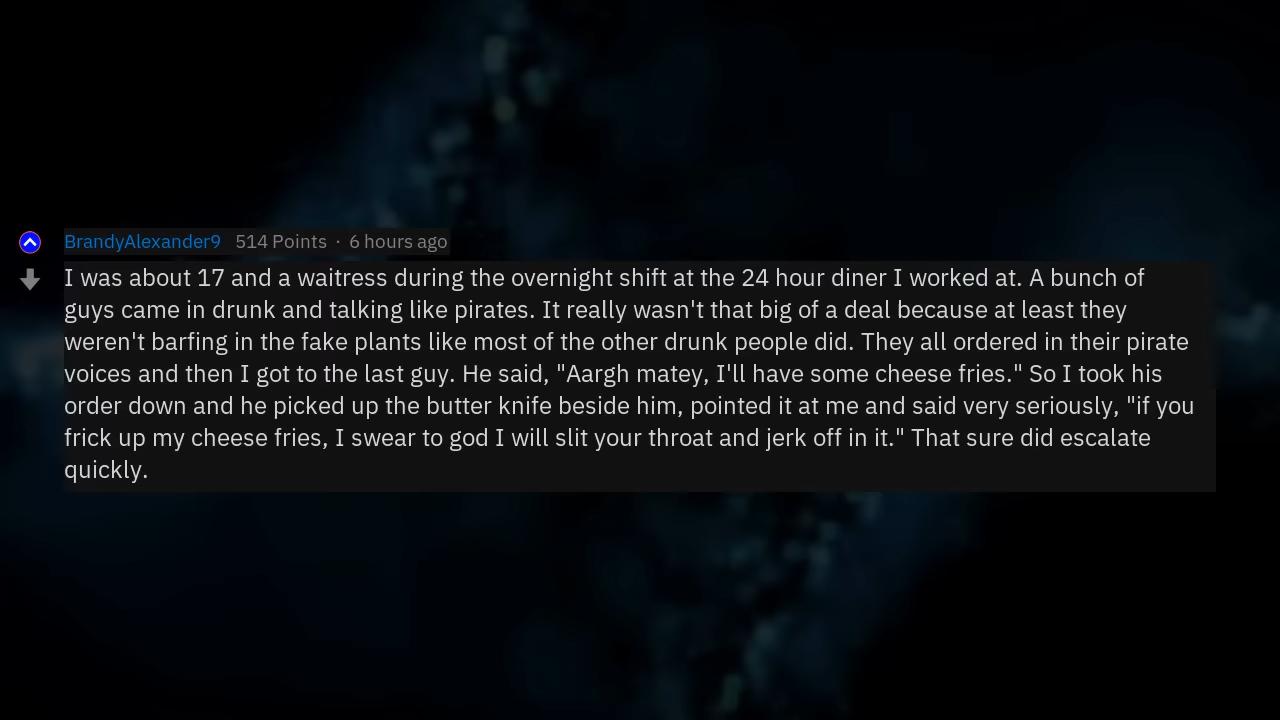 BrandyAlexander9 514 Points · 6 hours ago
I was about 17 and a waitress during the overnight shift at the 24 hour diner I worked at. A bunch of
guys came in drunk and talking like pirates. It really wasn't that big of a deal because at least they
weren't barfing in the fake plants like most of the other drunk people did. They all ordered in their pirate
voices and then I got to the last guy. He said, "Aargh matey, I'll have some cheese fries." So I took his
order down and he picked up the butter knife beside him, pointed it at me and said very seriously, "if you
frick up my cheese fries, I swear to god I will slit your throat and jerk off in it." That sure did escalate
quickly.